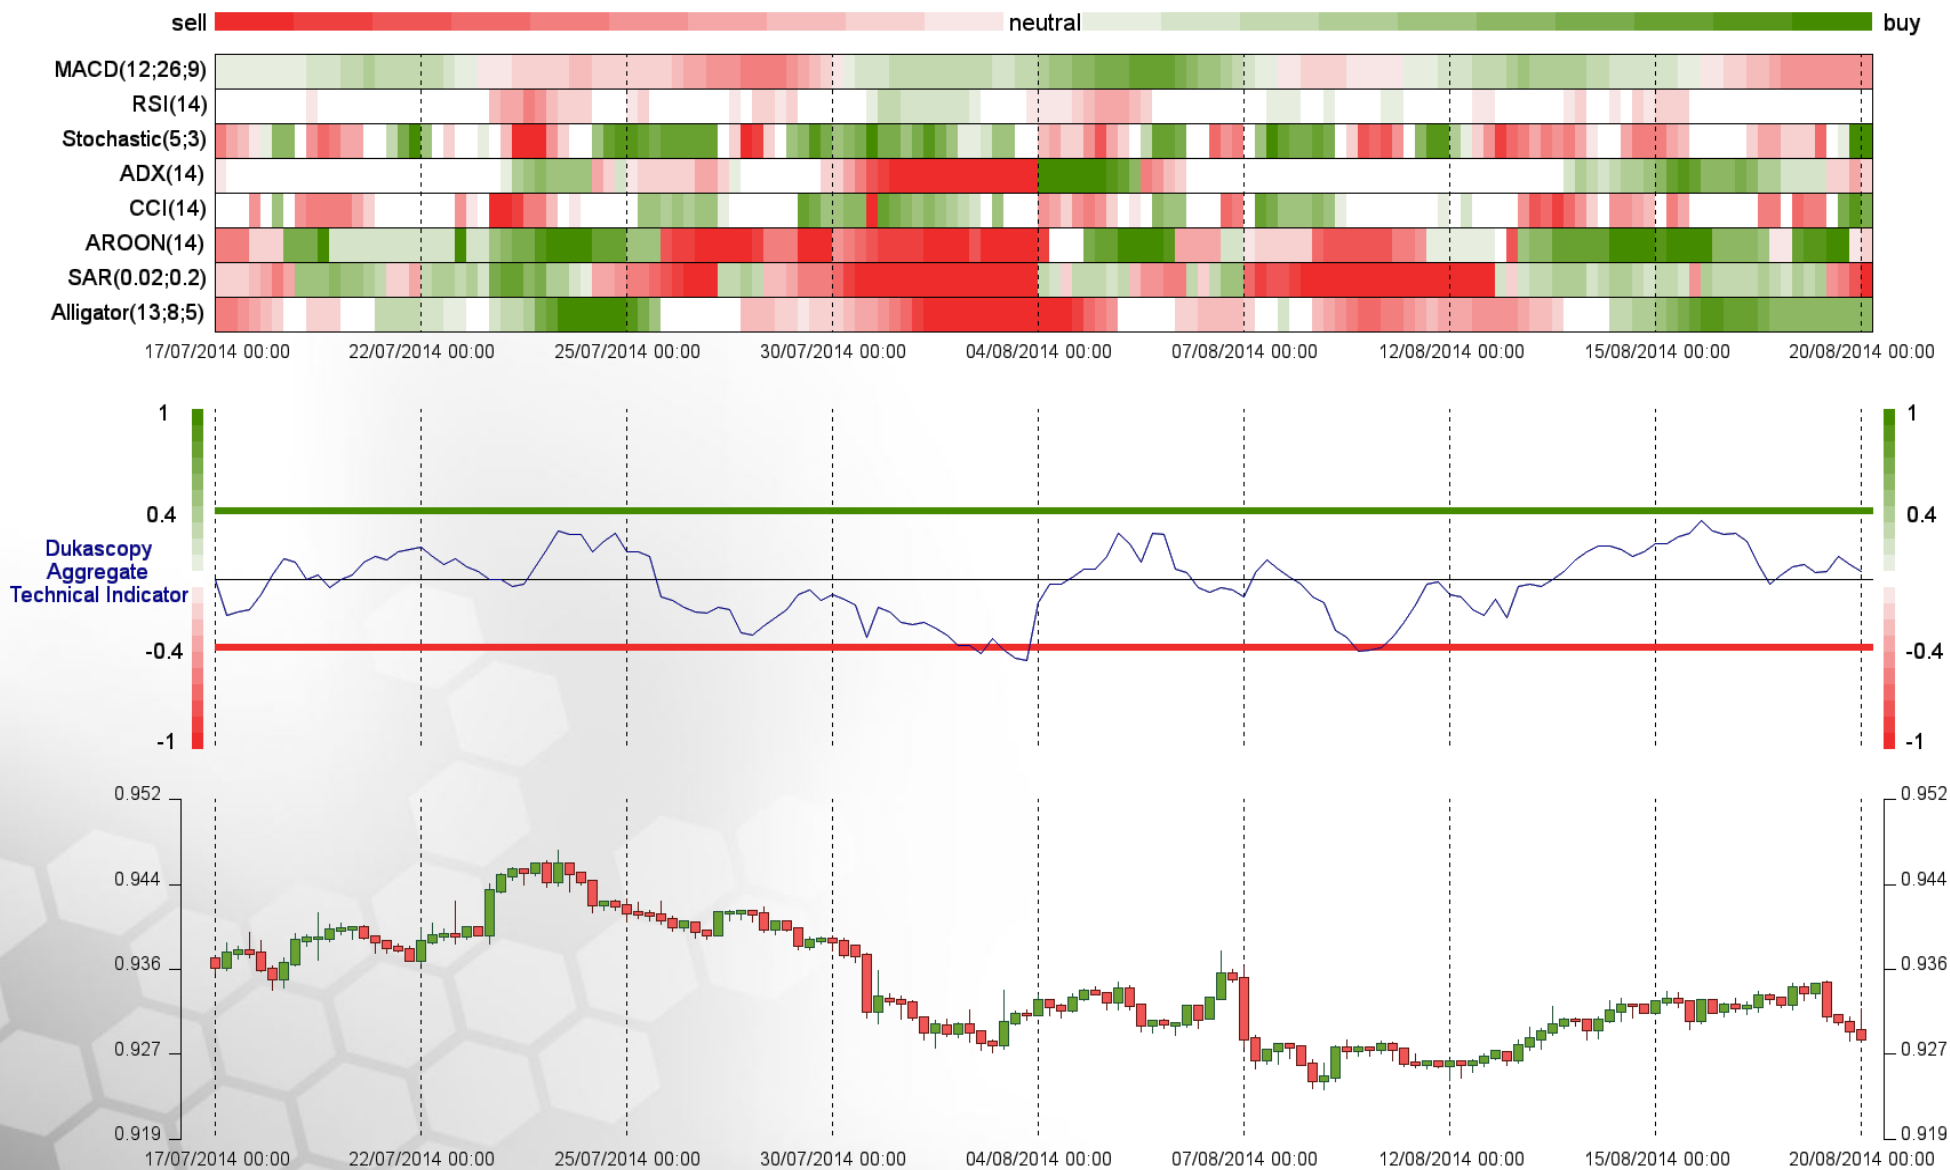 sell neutral buy
MACD(12;26;9)
RSI(14)
Stochastic(5;3)
ADX(14)
CCI(14)
AROON(14)
SAR(0.02;0.2)
Alligator(13;8;5)
17/07/2014 00:00 22/07/2014 00:00 25/07/2014 00:00 30/07/2014 00:00 04/08/2014 00:00 07/08/2014 00:00 12/08/2014 00:00 15/08/2014 00:00 20/08/2014 00:00
1 1
0.4 0.4
Dukascopy
Aggregate
Technical Indicator
-0.4 -0.4
-1 -1
0.952 0.952
0.944 0.944
0.936 0.936
0.927 0.927
0.919 0.919
17/07/2014 00:00 22/07/2014 00:00 25/07/2014 00:00 30/07/2014 00:00 04/08/2014 00:00 07/08/2014 00:00 12/08/2014 00:00 15/08/2014 00:00 20/08/2014 00:00